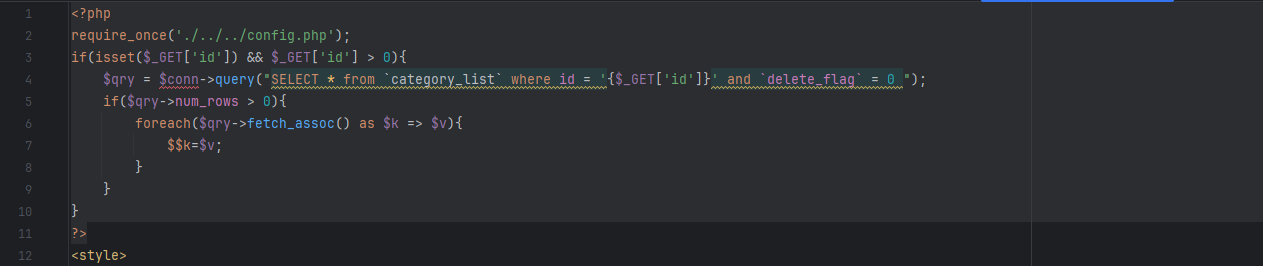 1 <?php
2 require_once('./../../config.php');
3 if(isset($_GET['id']) && $_GET['id'] > 0){
4     $qry = $conn->query("SELECT * from `category_list` where id = '{$_GET['id']}' and `delete_flag` = 0 ");
5     if($qry->num_rows > 0){
6         foreach($qry->fetch_assoc() as $k => $v){
7             $$k=$v;
8         }
9     }
10 }
11 ?>
12 <style>